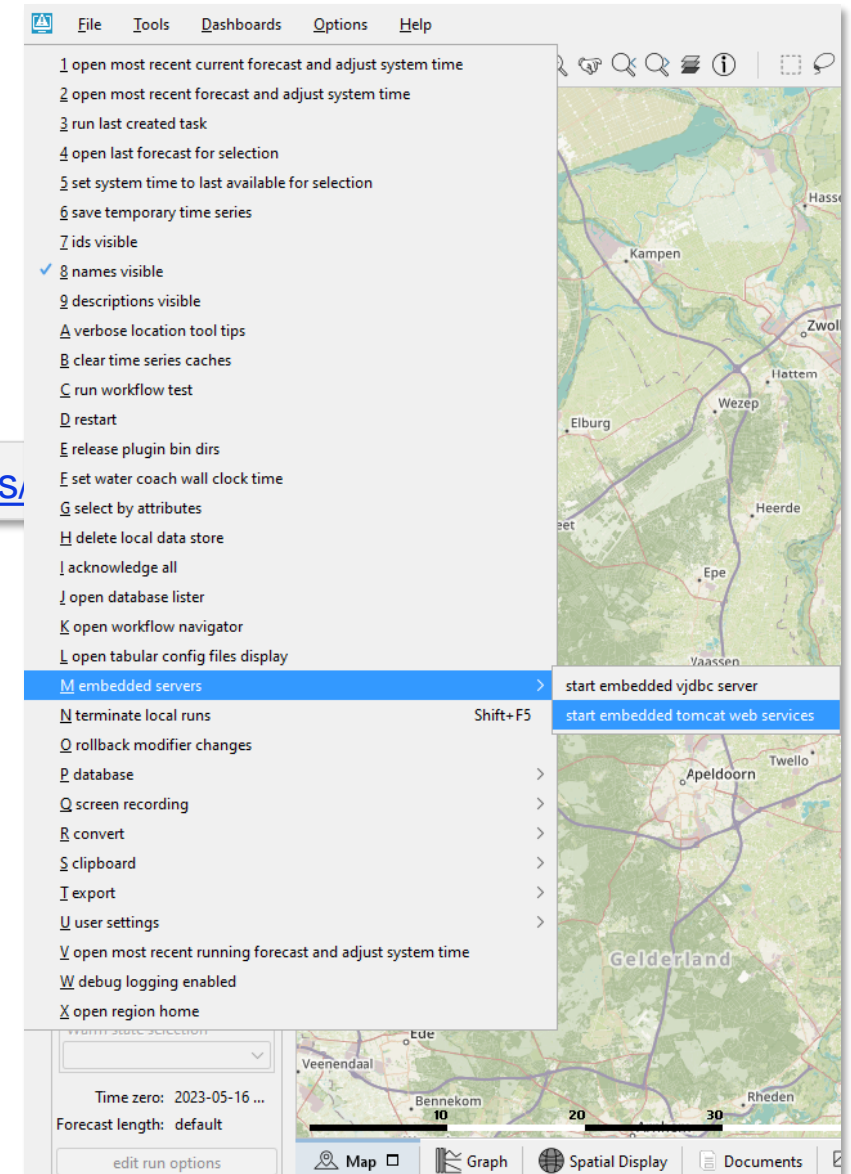 File Tools Dashboards Options Help
1 open most recent current forecast and adjust system time
2 open most recent forecast and adjust system time
3 run last created task
4 open last forecast for selection
5 set system time to last available for selection
6 save temporary time series
7 ids visible
8 names visible
9 descriptions visible
A verbose location tool tips
B clear time series caches
C run workflow test
D restart
E release plugin bin dirs
F set water coach wall clock time
G select by attributes
H delete local data store
I acknowledge all
J open database lister
K open workflow navigator
L open tabular config files display
M embedded servers
start embedded vjdbc server
start embedded tomcat web services
N terminate local runs Shift+F5
O rollback modifier changes
P database
Q screen recording
R convert
S clipboard
T export
U user settings
V open most recent running forecast and adjust system time
W debug logging enabled
X open region home
S/
Hasse
Kampen
Zwoll
Hattem
Wezep
Elburg
Heerde
eet
Epe
Vaassen
Twello
Apeldoorn
Gelderland
Ede
Veenendaal
Bennekom
Rheden
Arnhem
10 20 30
Warm state selection
Time zero: 2023-05-16 ...
Forecast length: default
edit run options
Map Graph Spatial Display Documents